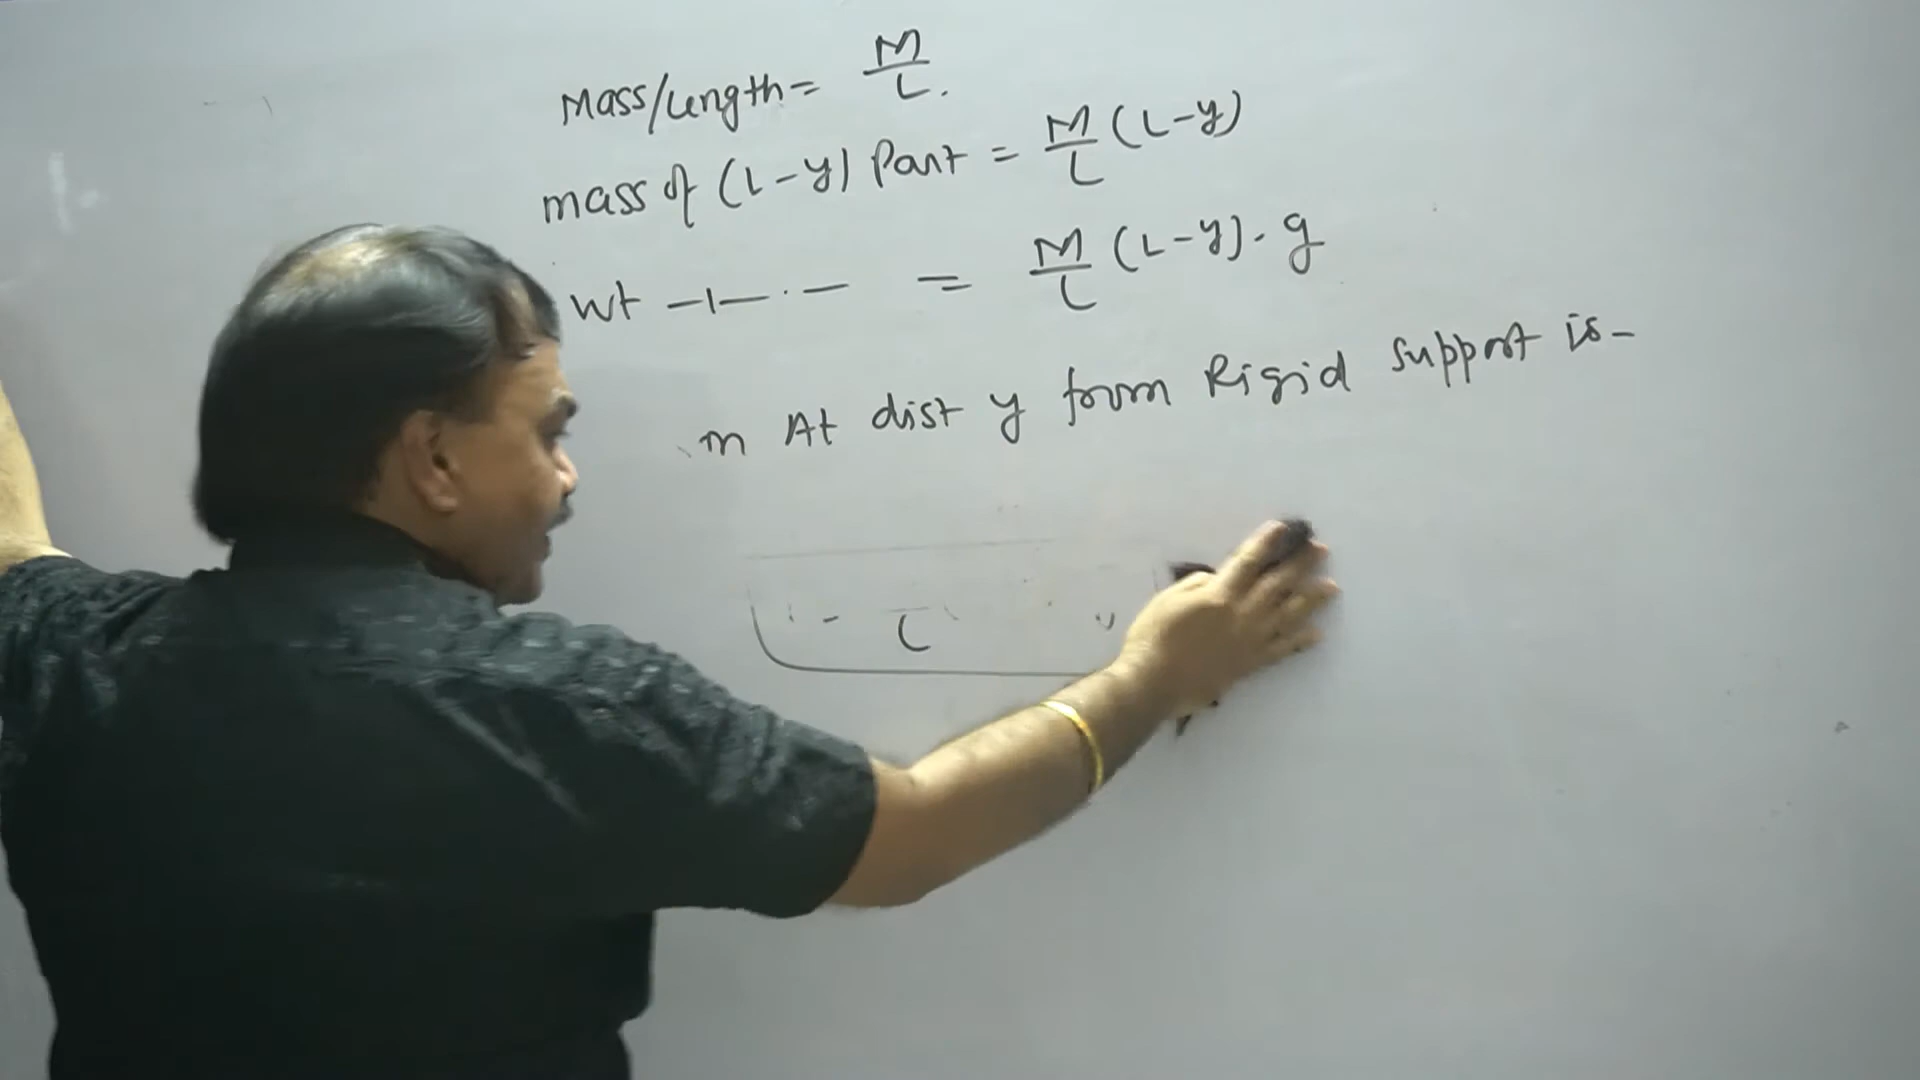 Mass/Length = M/L.
mass of (L-y) Part = M/L (L-y)
wt —ı—.— = M/L (L-y). g
n At dist y from Rigid support is -